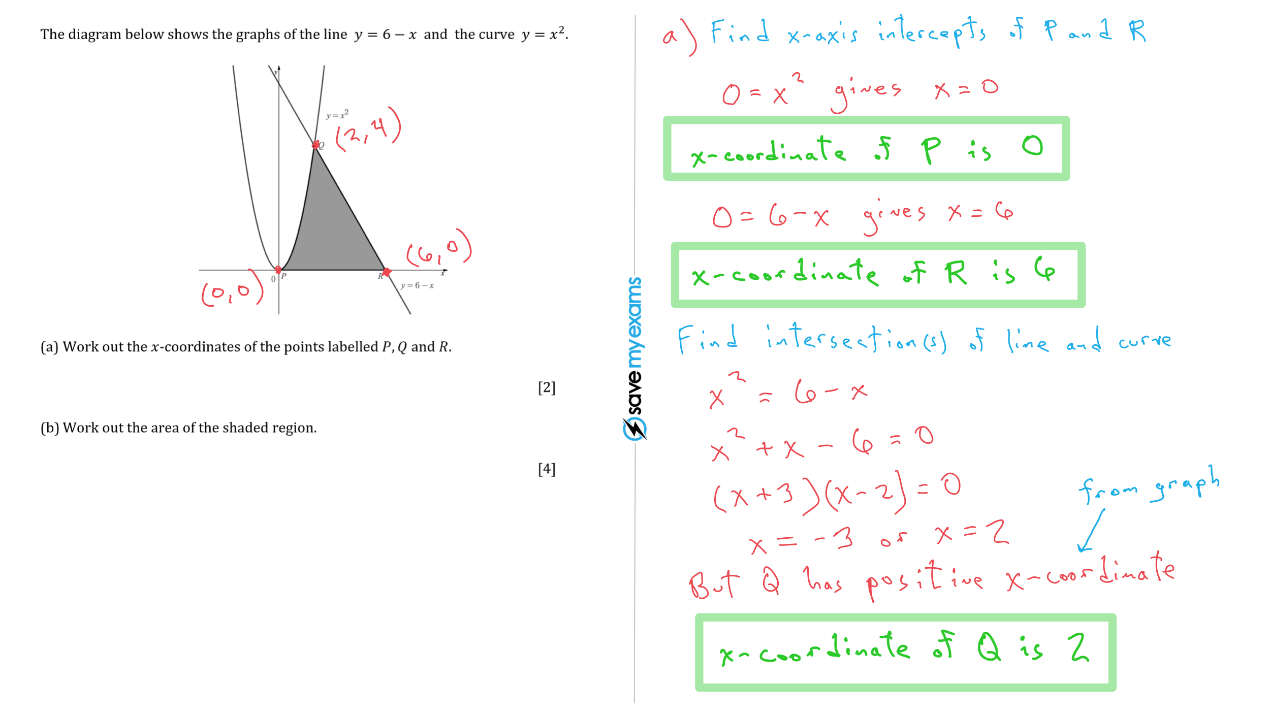 The diagram below shows the graphs of the line y = 6 − x and the curve y = x².
y
y = x²
Q
(2,4)
(6,0)
0
P
R
x
(0,0)
y = 6 − x
(a) Work out the x-coordinates of the points labelled P, Q and R.
[2]
(b) Work out the area of the shaded region.
[4]
savemyexams
a) Find x-axis intercepts of P and R
0 = x² gives x = 0
x-coordinate of P is 0
0 = 6 - x gives x = 6
x-coordinate of R is 6
Find intersection(s) of line and curve
x² = 6 - x
x² + x - 6 = 0
(x+3)(x-2) = 0
from graph
x = -3 or x = 2
But Q has positive x-coordinate
x-coordinate of Q is 2